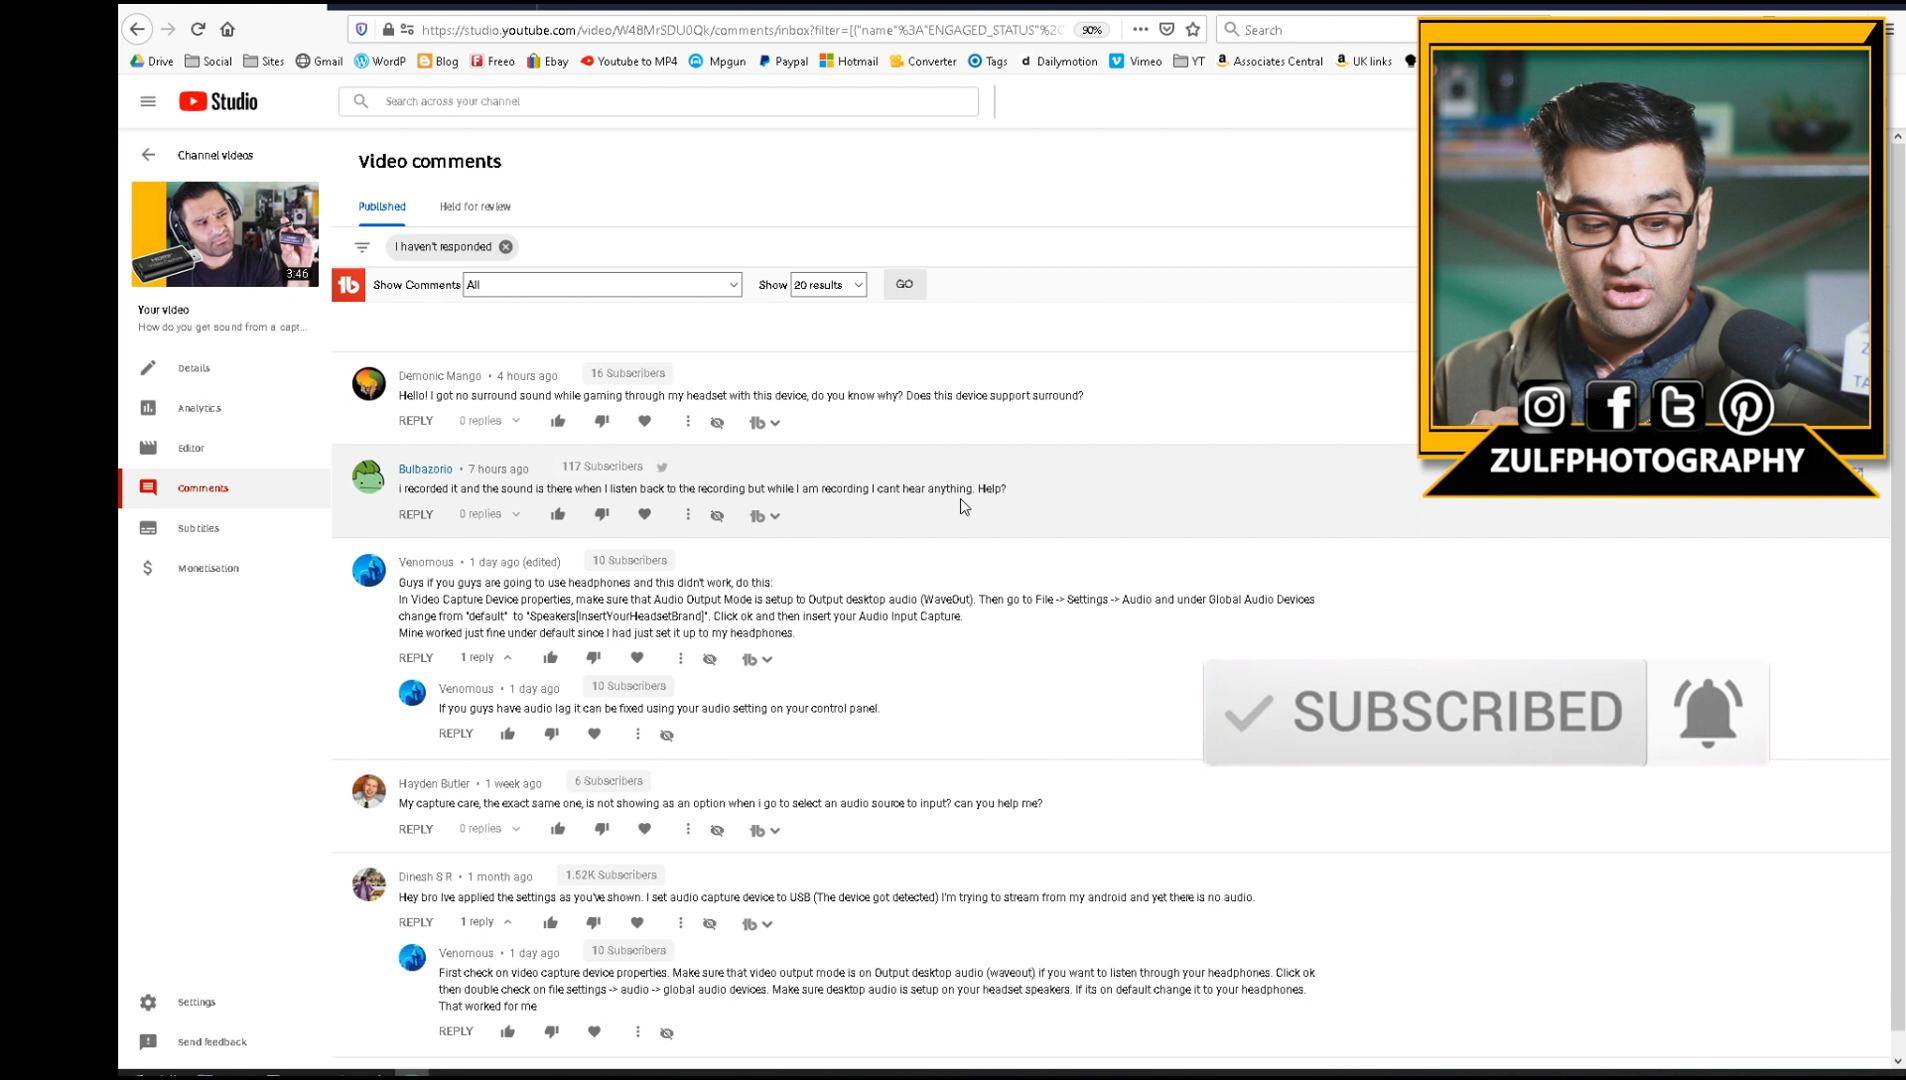 https://studio.youtube.com/video/W48MrSDU0Qk/comments/inbox?filter=[{"name"%3A"ENGAGED_STATUS"%2C
90%
Search
Drive Social Sites Gmail WordP Blog Freeo Ebay Youtube to MP4 Mpgun Paypal Hotmail Converter Tags Dailymotion Vimeo YT Associates Central UK links
Studio
Search across your channel
Channel videos
3:46
Your video
How do you get sound from a capt...
Details
Analytics
Editor
Comments
Subtitles
Monetisation
Settings
Send feedback
Video comments
Published Held for review
I haven't responded
Show Comments All Show 20 results GO
Demonic Mango • 4 hours ago 16 Subscribers
Hello! I got no surround sound while gaming through my headset with this device, do you know why? Does this device support surround?
REPLY 0 replies
Bulbazorio • 7 hours ago 117 Subscribers
i recorded it and the sound is there when I listen back to the recording but while I am recording I cant hear anything. Help?
REPLY 0 replies
Venomous • 1 day ago (edited) 10 Subscribers
Guys if you guys are going to use headphones and this didn't work, do this:
In Video Capture Device properties, make sure that Audio Output Mode is setup to Output desktop audio (WaveOut). Then go to File -> Settings -> Audio and under Global Audio Devices
change from "default" to "Speakers[InsertYourHeadsetBrand]". Click ok and then insert your Audio Input Capture.
Mine worked just fine under default since I had just set it up to my headphones.
REPLY 1 reply
Venomous • 1 day ago 10 Subscribers
If you guys have audio lag it can be fixed using your audio setting on your control panel.
REPLY
Hayden Butler • 1 week ago 6 Subscribers
My capture care, the exact same one, is not showing as an option when i go to select an audio source to input? can you help me?
REPLY 0 replies
Dinesh S R • 1 month ago 1.52K Subscribers
Hey bro Ive applied the settings as you've shown. I set audio capture device to USB (The device got detected) I'm trying to stream from my android and yet there is no audio.
REPLY 1 reply
Venomous • 1 day ago 10 Subscribers
First check on video capture device properties. Make sure that video output mode is on Output desktop audio (waveout) if you want to listen through your headphones. Click ok
then double check on file settings -> audio -> global audio devices. Make sure desktop audio is setup on your headset speakers. If its on default change it to your headphones.
That worked for me
REPLY
ZULFPHOTOGRAPHY
SUBSCRIBED